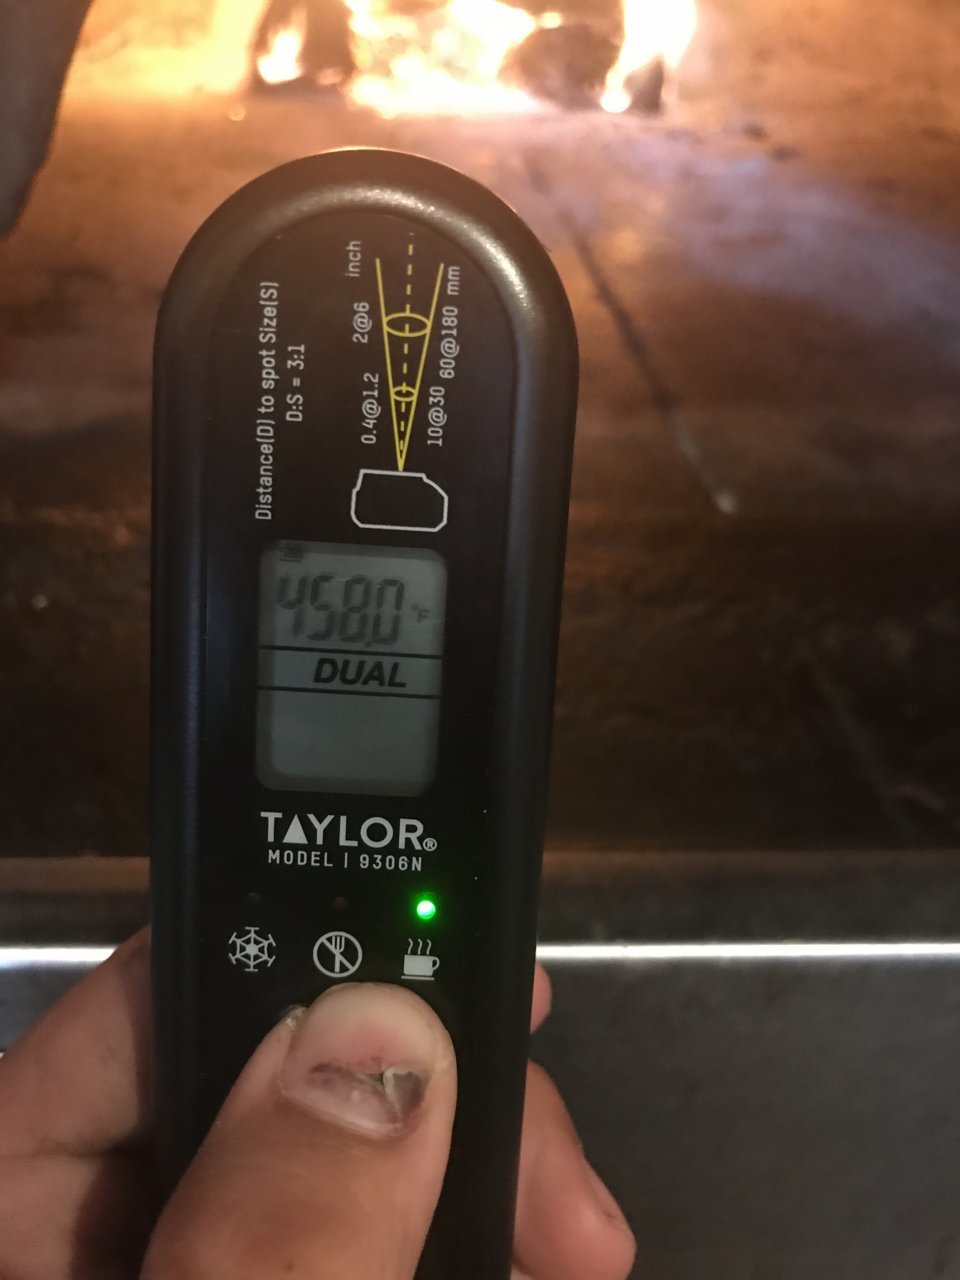 Distance(D) to spot Size(S)
D:S = 3:1
0.4@1.2 2@6 inch
10@30 60@180 mm
458.0 °F
DUAL
TAYLOR®
MODEL | 9306N